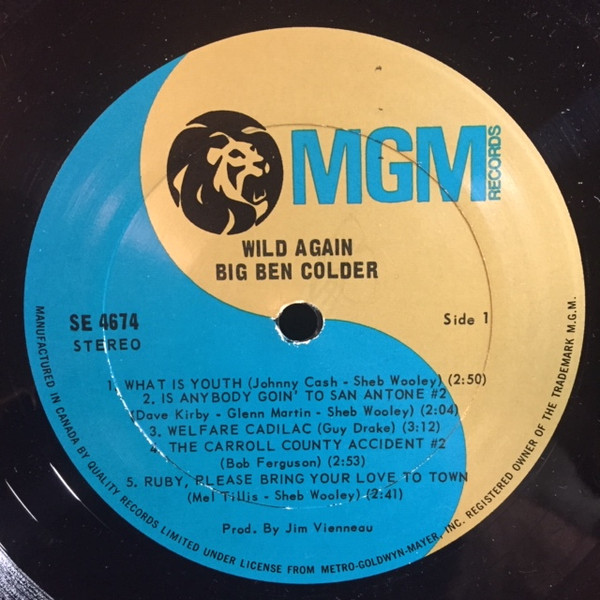 MGM RECORDS
WILD AGAIN
BIG BEN COLDER
SE 4674
STEREO
Side 1
1. WHAT IS YOUTH (Johnny Cash - Sheb Wooley) (2:50)
2. IS ANYBODY GOIN' TO SAN ANTONE #2
(Dave Kirby - Glenn Martin - Sheb Wooley) (2:04)
3. WELFARE CADILAC (Guy Drake) (3:12)
4. THE CARROLL COUNTY ACCIDENT #2
(Bob Ferguson) (2:53)
5. RUBY, PLEASE BRING YOUR LOVE TO TOWN
(Mel Tillis - Sheb Wooley) (2:41)
Prod. By Jim Vienneau
MANUFACTURED IN CANADA BY QUALITY RECORDS LIMITED UNDER LICENSE FROM METRO-GOLDWYN-MAYER, INC. REGISTERED OWNER OF THE TRADEMARK M.G.M.